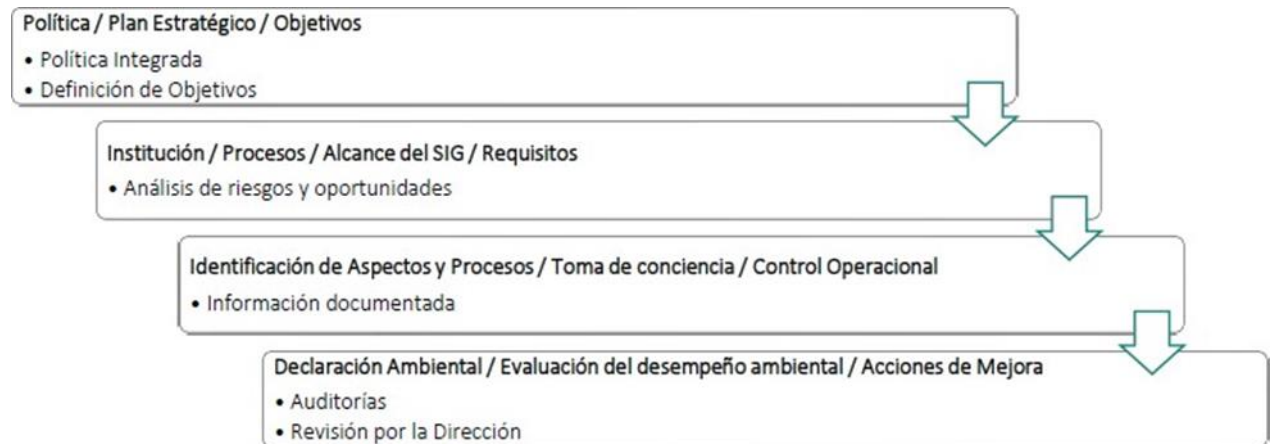 Política / Plan Estratégico / Objetivos
• Política Integrada
• Definición de Objetivos
Institución / Procesos / Alcance del SIG / Requisitos
• Análisis de riesgos y oportunidades
Identificación de Aspectos y Procesos / Toma de conciencia / Control Operacional
• Información documentada
Declaración Ambiental / Evaluación del desempeño ambiental / Acciones de Mejora
• Auditorías
• Revisión por la Dirección